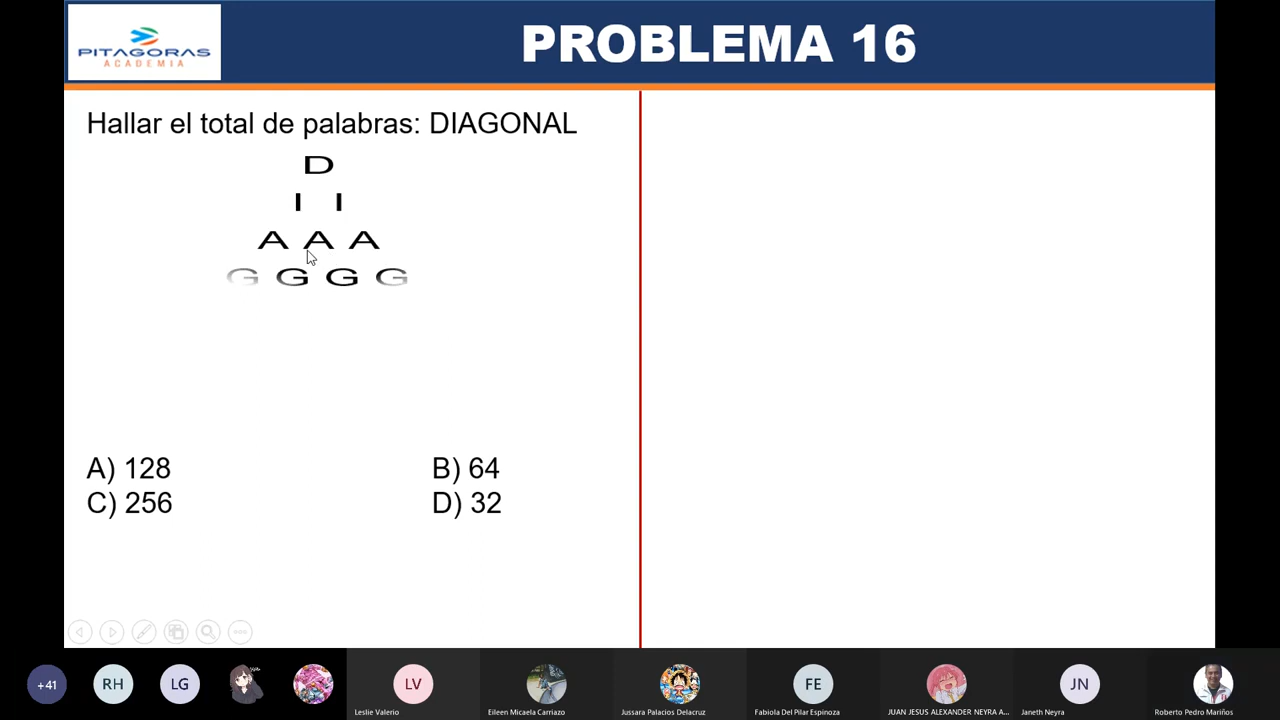 PITAGORAS
ACADEMIA
PROBLEMA 16
Hallar el total de palabras: DIAGONAL
D
I I
A A A
G G G G
A) 128
B) 64
C) 256
D) 32
+41
RH
LG
LV
FE
JN
Leslie Valerio
Eileen Micaela Carriazo
Jussara Palacios Delacruz
Fabiola Del Pilar Espinoza
JUAN JESUS ALEXANDER NEYRA A...
Janeth Neyra
Roberto Pedro Mariños